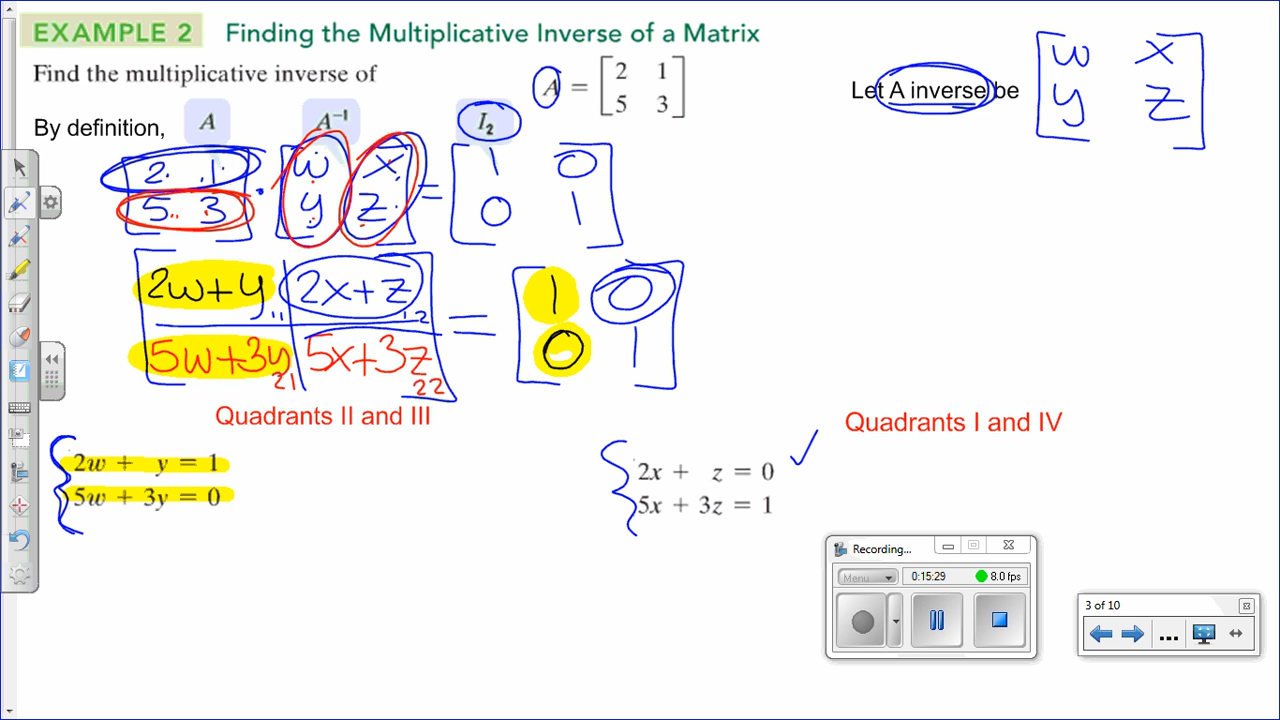 EXAMPLE 2 Finding the Multiplicative Inverse of a Matrix
Find the multiplicative inverse of
A = [ 2 1
5 3 ]
Let A inverse be
w x
y z
By definition,
A A⁻¹ I₂
2 1 · w x = 1 0
5 3 y z 0 1
2w+y 11 2x+z 12 = 1 0
5w+3y 21 5x+3z 22 0 1
Quadrants II and III
Quadrants I and IV
2w + y = 1
5w + 3y = 0
2x + z = 0
5x + 3z = 1
Recording...
Menu
0:15:29
8.0 fps
3 of 10
...